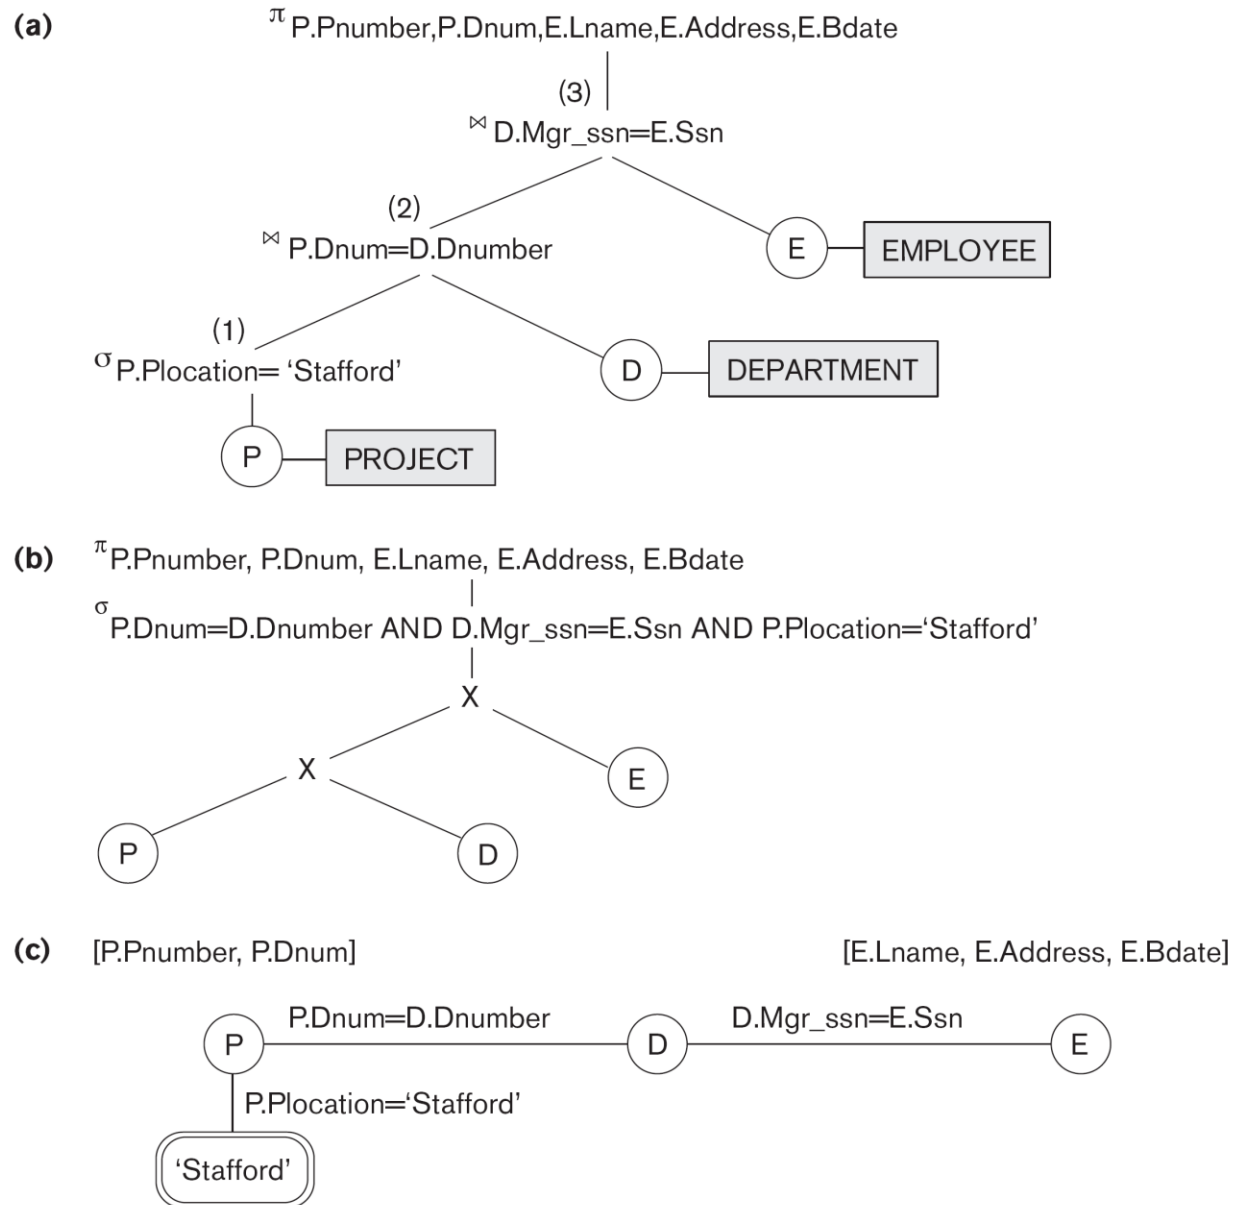 (a) π P.Pnumber,P.Dnum,E.Lname,E.Address,E.Bdate
(3)
⋈ D.Mgr_ssn=E.Ssn
(2)
⋈ P.Dnum=D.Dnumber
E EMPLOYEE
(1)
σ P.Plocation= ‘Stafford’
D DEPARTMENT
P PROJECT
(b) π P.Pnumber, P.Dnum, E.Lname, E.Address, E.Bdate
σ P.Dnum=D.Dnumber AND D.Mgr_ssn=E.Ssn AND P.Plocation=‘Stafford’
X
X
E
P
D
(c) [P.Pnumber, P.Dnum] [E.Lname, E.Address, E.Bdate]
P.Dnum=D.Dnumber D.Mgr_ssn=E.Ssn
P D E
P.Plocation=‘Stafford’
‘Stafford’